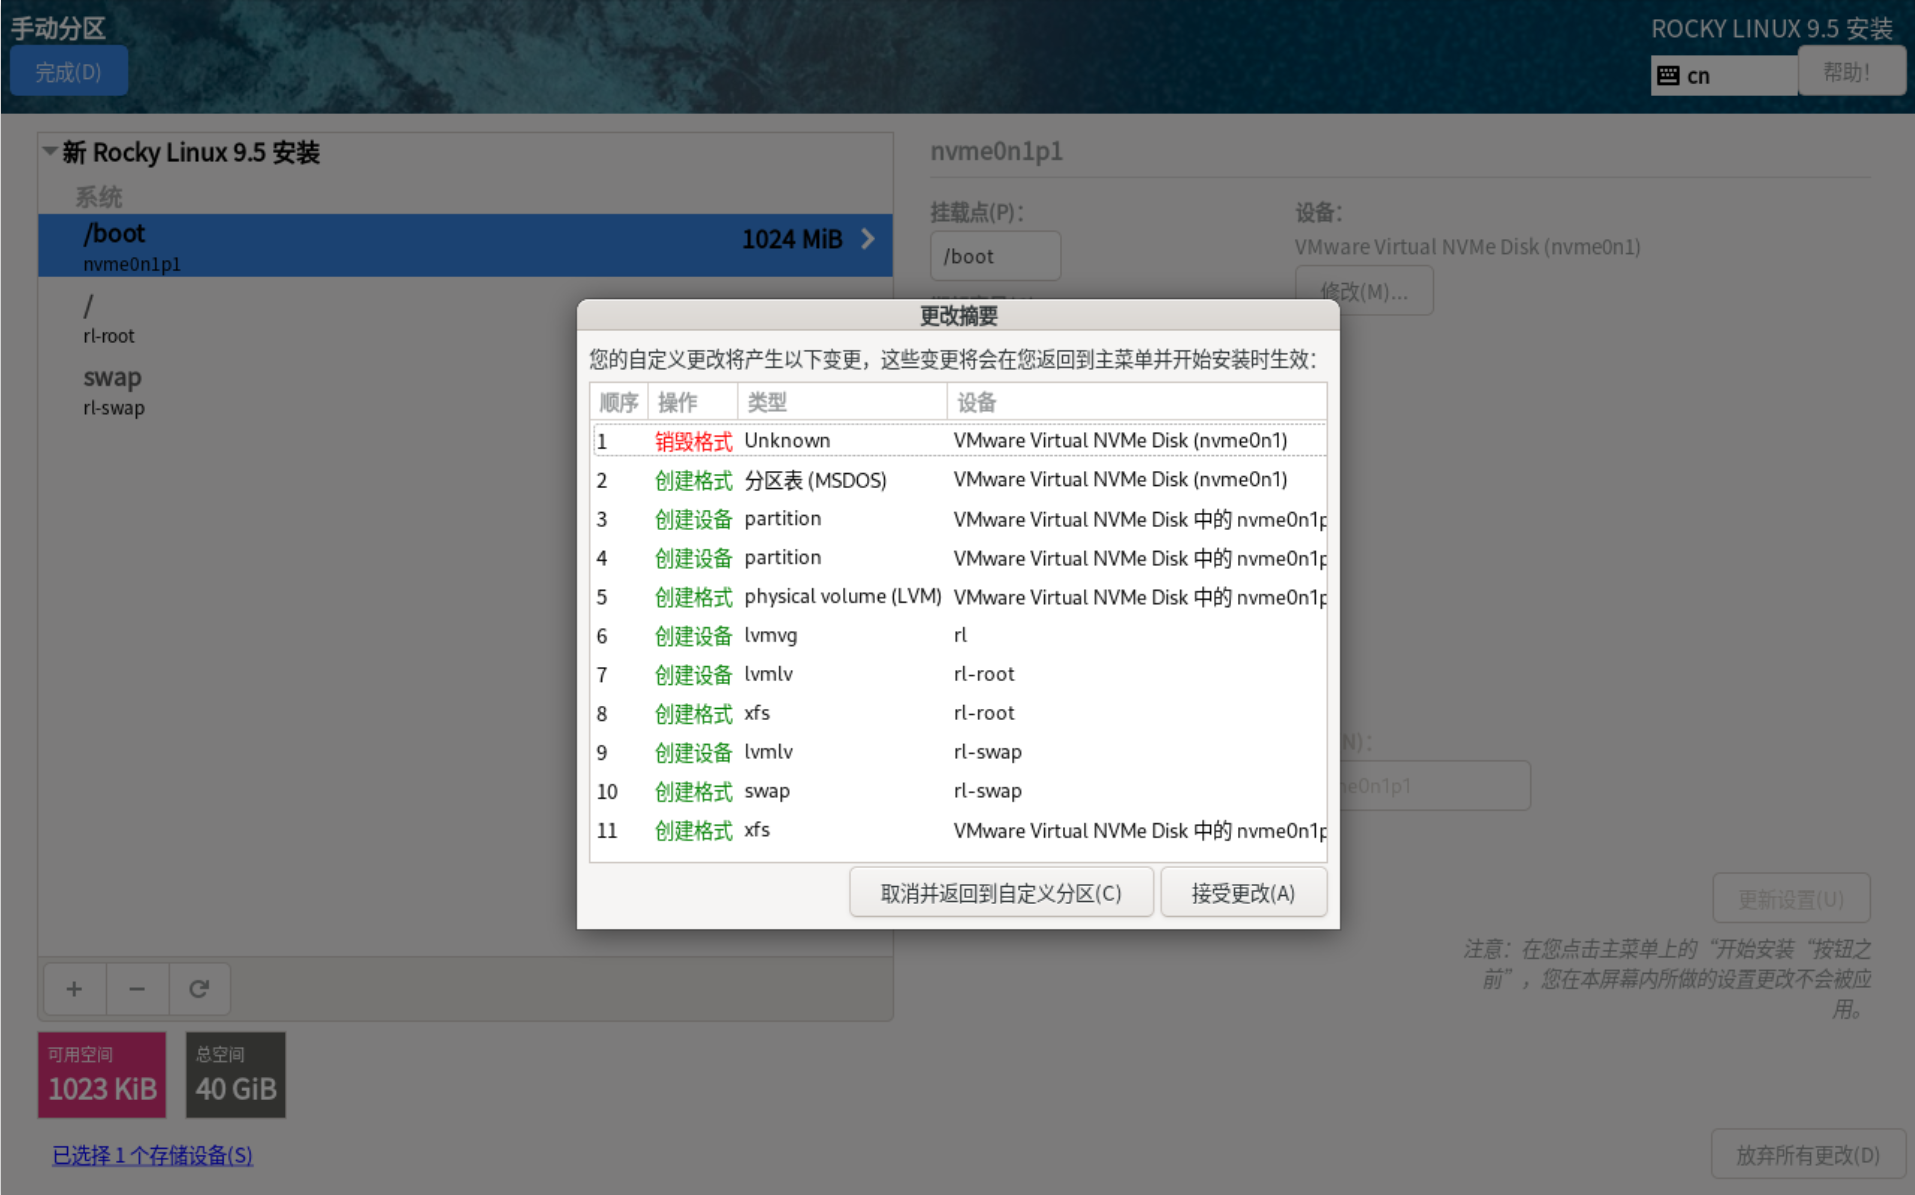 手动分区
ROCKY LINUX 9.5 安装
完成(D)
cn
帮助!
新 Rocky Linux 9.5 安装
系统
/boot
1024 MiB
nvme0n1p1
/
rl-root
swap
rl-swap
nvme0n1p1
挂载点(P):
设备:
/boot
VMware Virtual NVMe Disk (nvme0n1)
修改(M)...
更改摘要
您的自定义更改将产生以下变更，这些变更将会在您返回到主菜单并开始安装时生效：
顺序 操作 类型 设备
1 销毁格式 Unknown VMware Virtual NVMe Disk (nvme0n1)
2 创建格式 分区表 (MSDOS) VMware Virtual NVMe Disk (nvme0n1)
3 创建设备 partition VMware Virtual NVMe Disk 中的 nvme0n1p
4 创建设备 partition VMware Virtual NVMe Disk 中的 nvme0n1p
5 创建格式 physical volume (LVM) VMware Virtual NVMe Disk 中的 nvme0n1p
6 创建设备 lvmvg rl
7 创建设备 lvmlv rl-root
8 创建格式 xfs rl-root
9 创建设备 lvmlv rl-swap
10 创建格式 swap rl-swap
11 创建格式 xfs VMware Virtual NVMe Disk 中的 nvme0n1p
取消并返回到自定义分区(C)
接受更改(A)
N):
e0n1p1
更新设置(U)
注意：在您点击主菜单上的“开始安装“按钮之
前”，您在本屏幕内所做的设置更改不会被应
用。
可用空间
1023 KiB
总空间
40 GiB
已选择 1 个存储设备(S)
放弃所有更改(D)